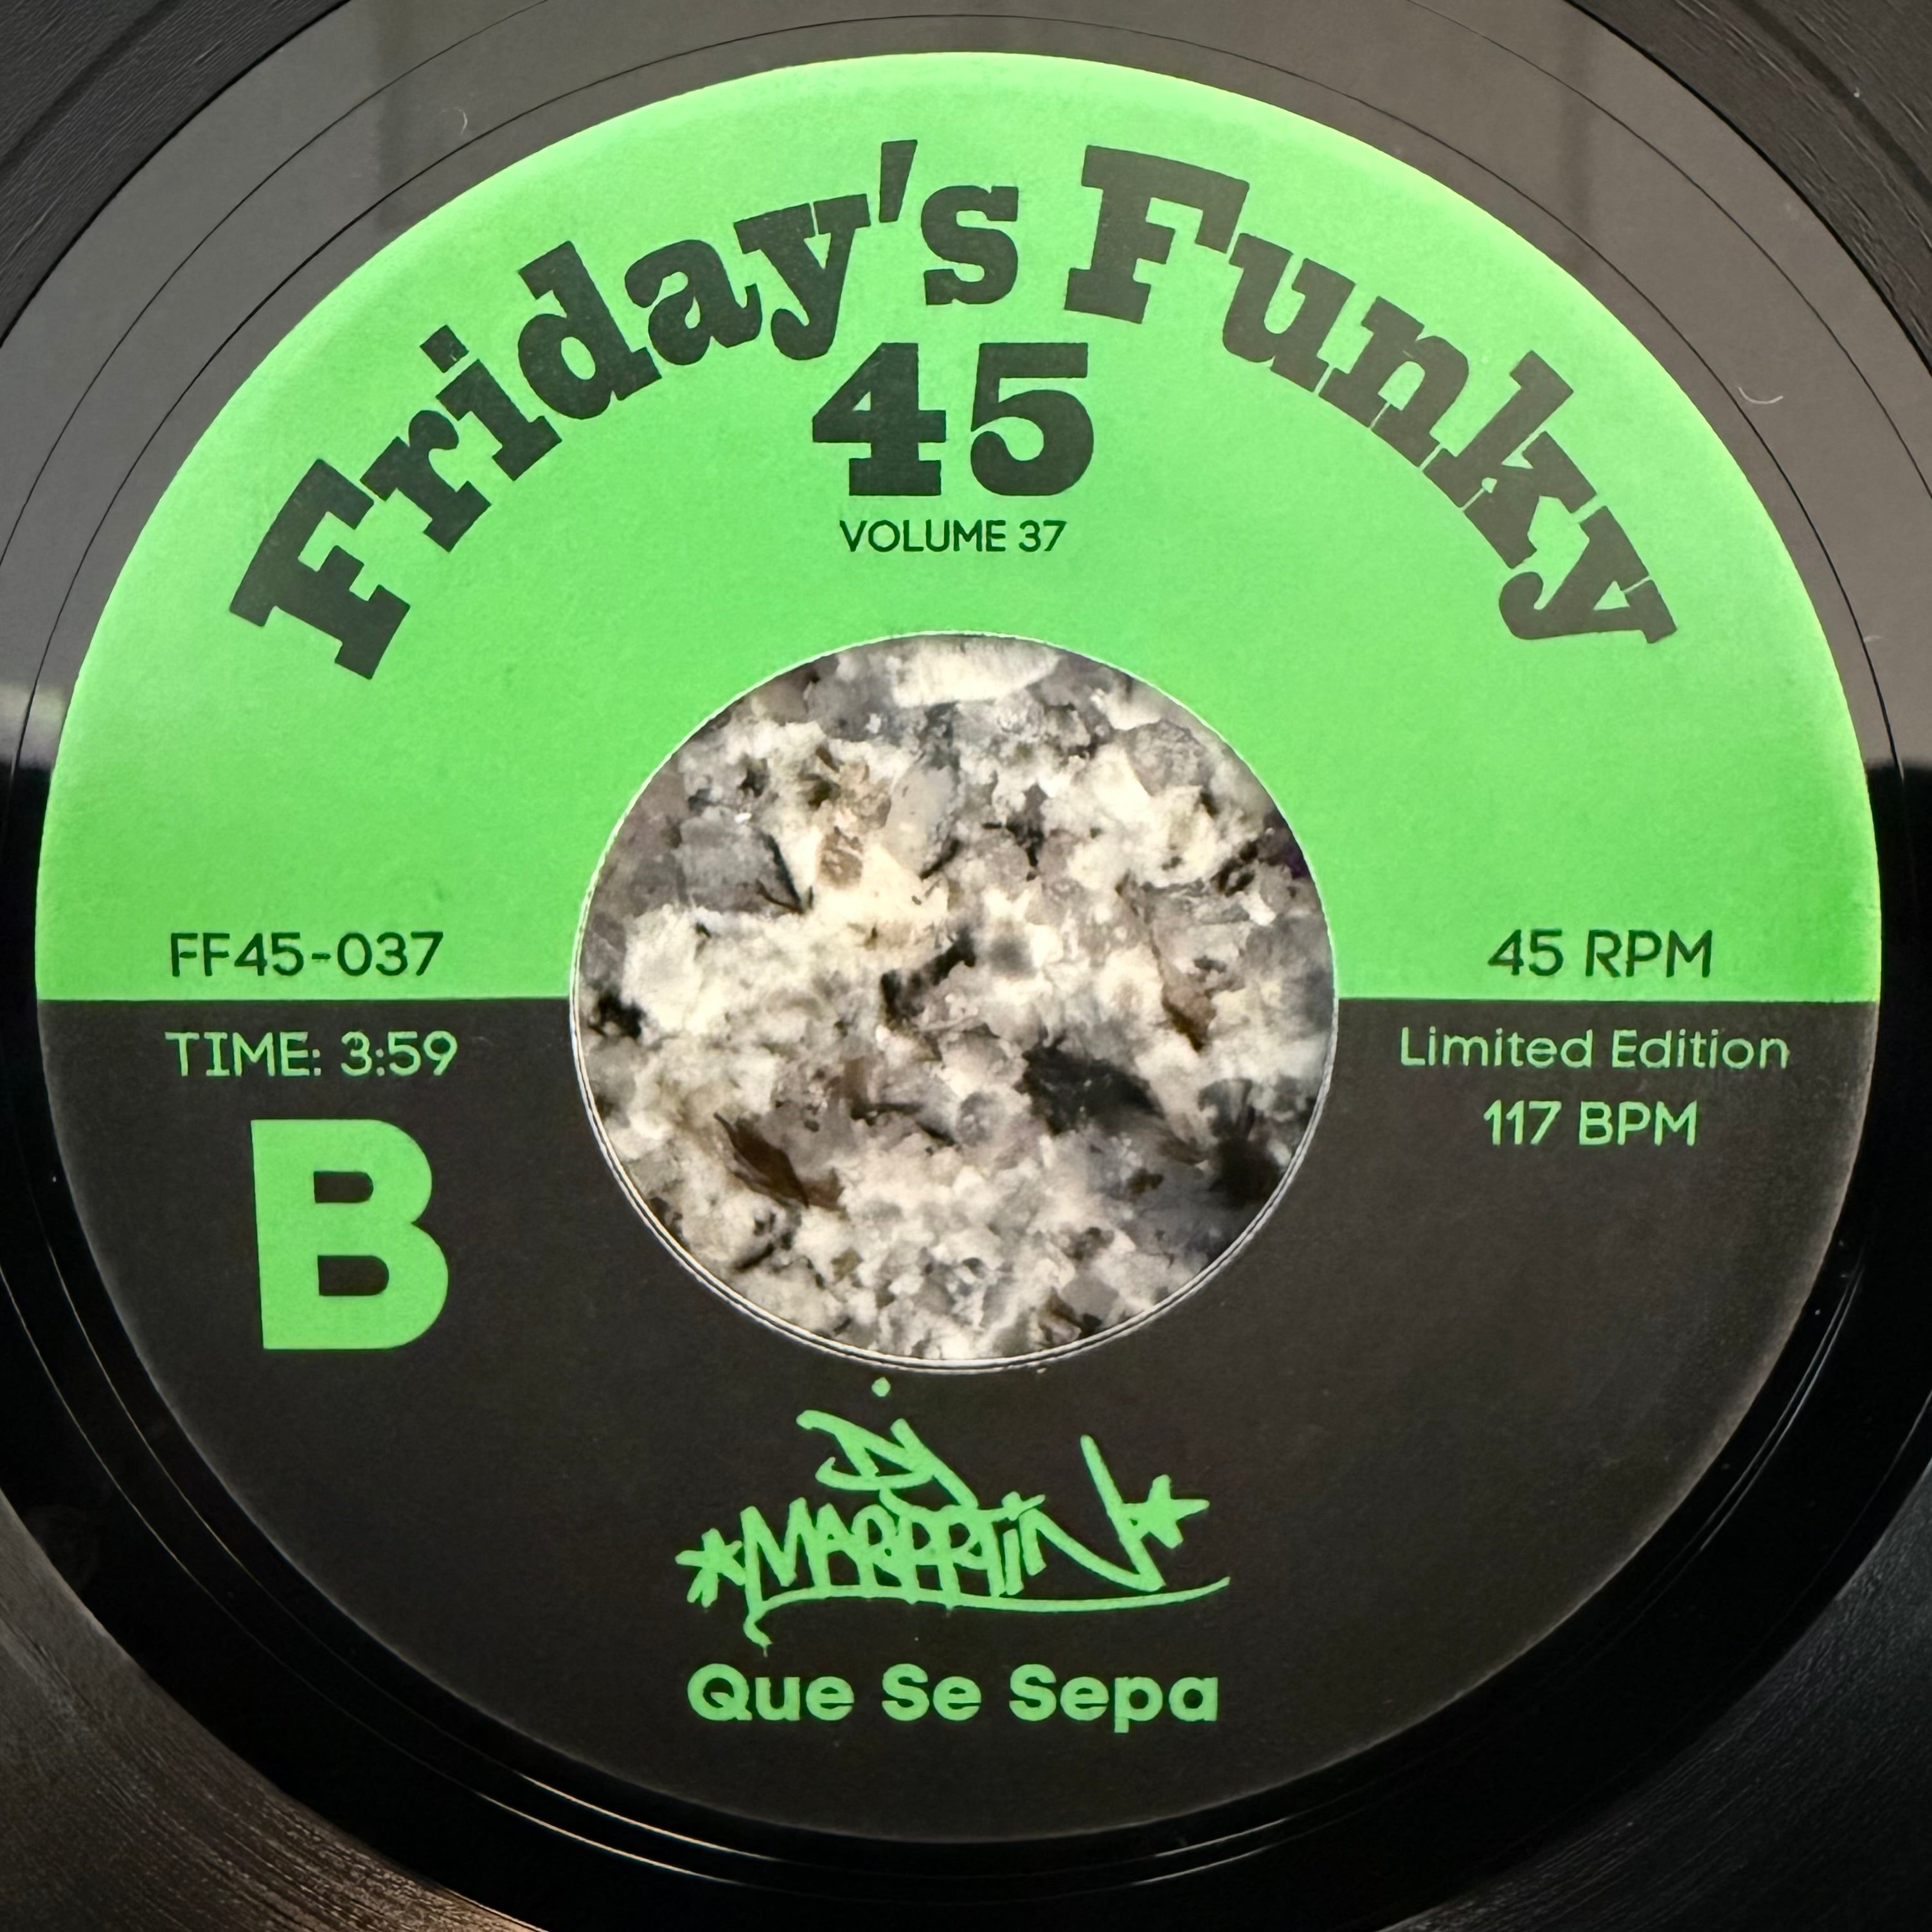 Friday's Funky
45
VOLUME 37
FF45-037
45 RPM
TIME: 3:59
Limited Edition
117 BPM
B
DJ
Que Se Sepa